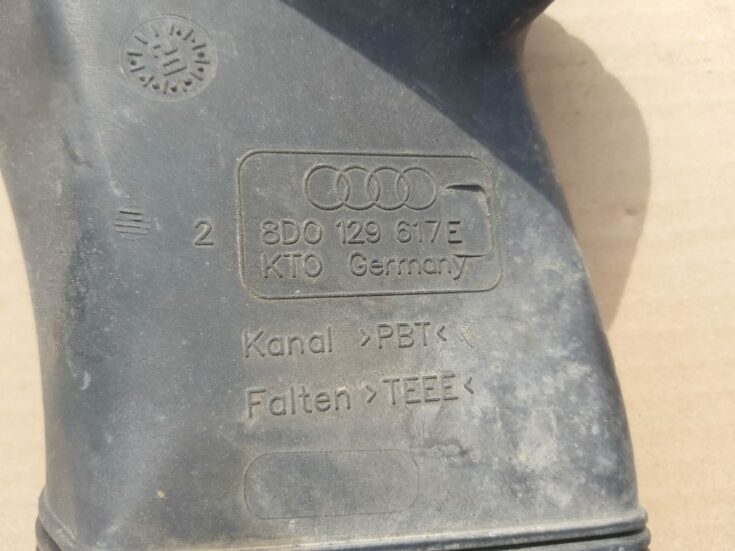 2 8D0 129 617 E
KTO Germany
Kanal >PBT<
Falten >TEEE<